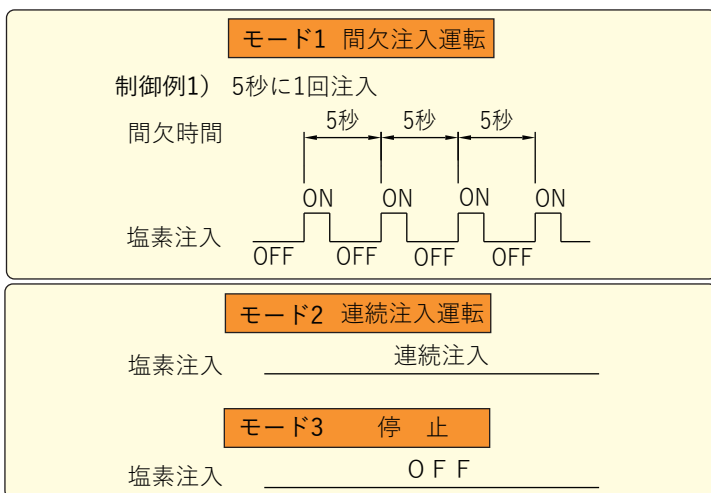 モード1 間欠注入運転
制御例1） 5秒に1回注入
間欠時間 5秒 5秒 5秒
ON ON ON ON
塩素注入
OFF OFF OFF OFF
モード2 連続注入運転
塩素注入 連続注入
モード3 停 止
塩素注入 OFF